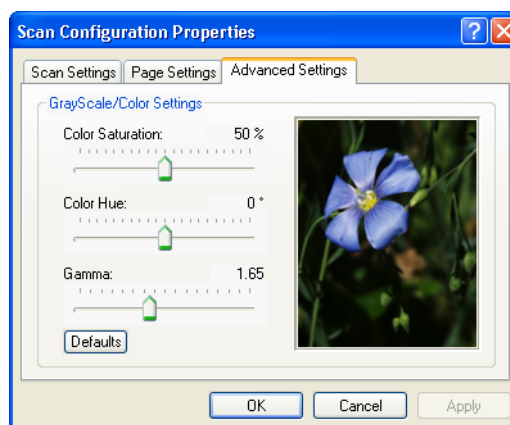 Scan Configuration Properties
Scan Settings Page Settings Advanced Settings
GrayScale/Color Settings
Color Saturation: 50 %
Color Hue: 0 °
Gamma: 1.65
Defaults
OK Cancel Apply